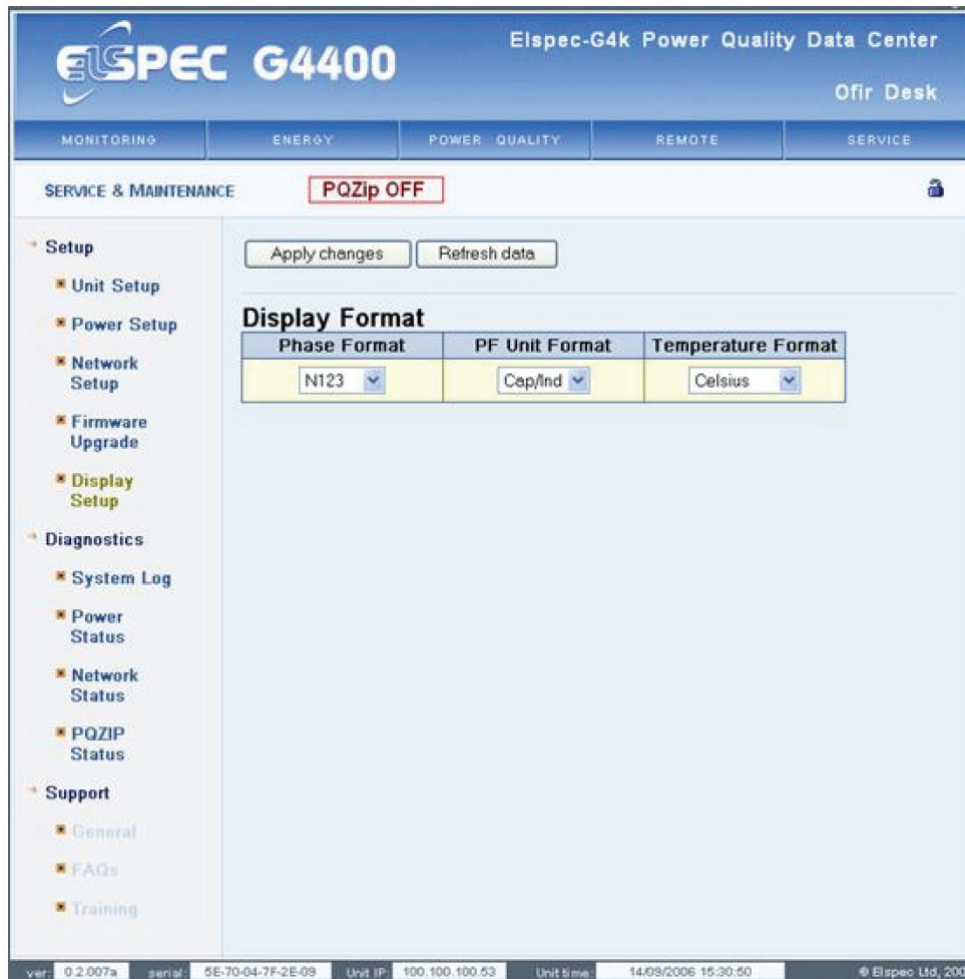 ELSPEC G4400
Elspec-G4k Power Quality Data Center
Ofir Desk
MONITORING ENERGY POWER QUALITY REMOTE SERVICE
SERVICE & MAINTENANCE PQZip OFF
Setup
Unit Setup
Power Setup
Network
Setup
Firmware
Upgrade
Display
Setup
Diagnostics
System Log
Power
Status
Network
Status
PQZIP
Status
Support
General
FAQs
Training
Apply changes Refresh data
Display Format
Phase Format PF Unit Format Temperature Format
N123 Cap/Ind Celsius
ver: 0.2.007a serial: 5E-70-04-7F-2E-09 Unit IP: 100.100.100.53 Unit time: 14/09/2006 15:30:50 © Elspec Ltd,